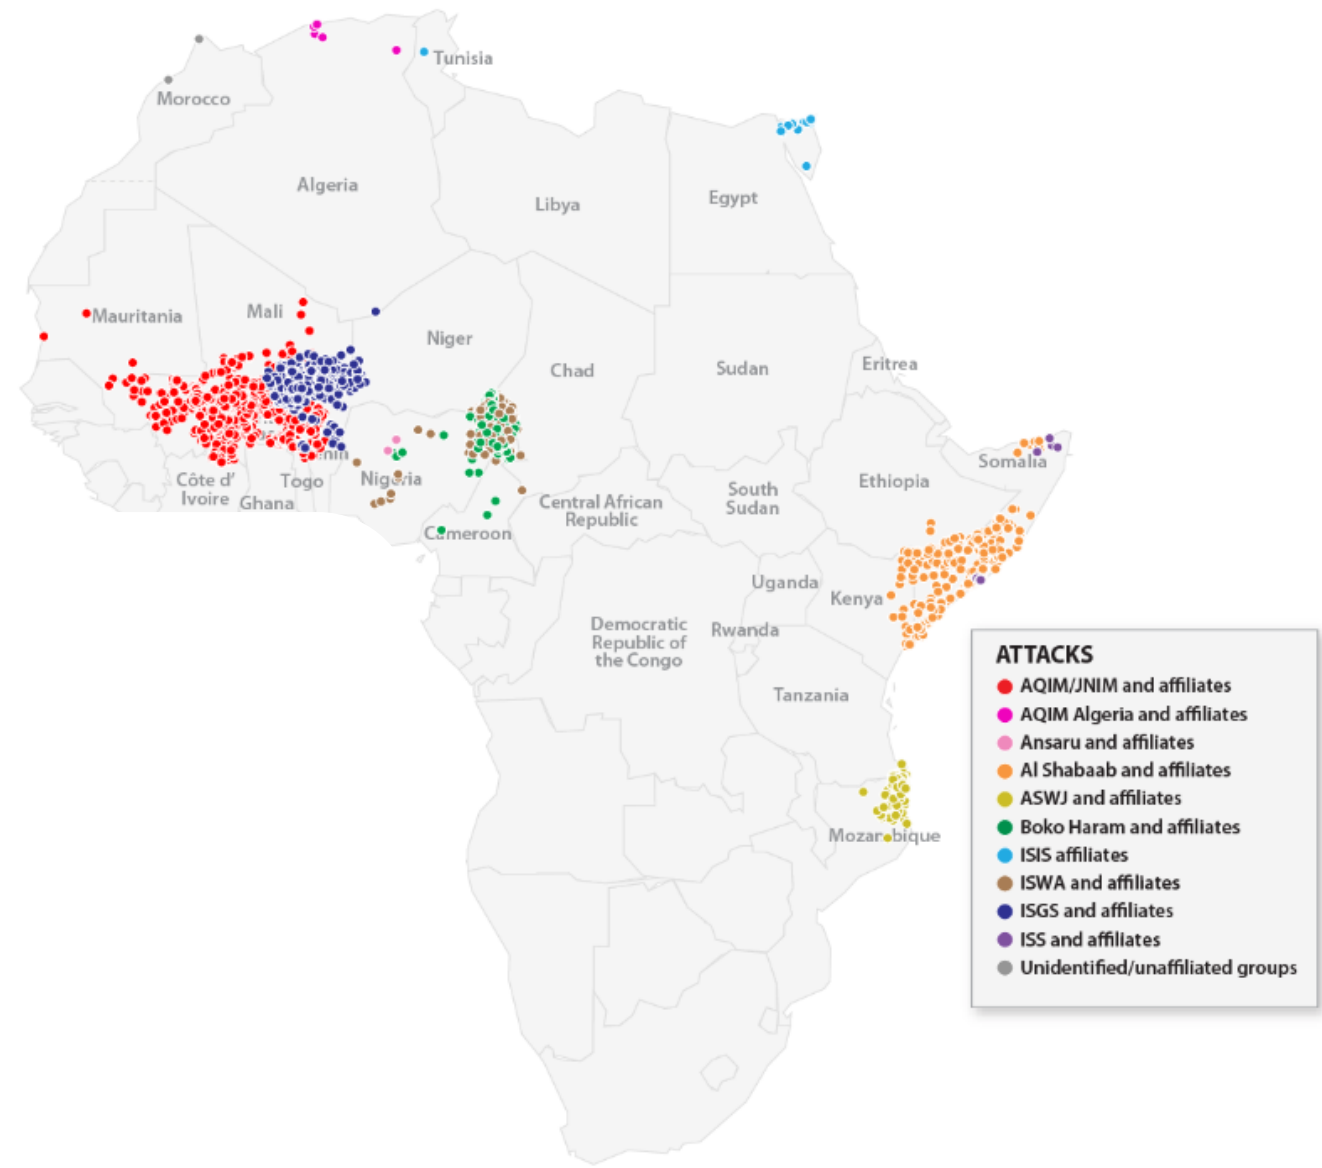 Tunisia
Morocco
Algeria
Libya
Egypt
Mauritania
Mali
Niger
Chad
Sudan
Eritrea
Côte d'
Ivoire
Ghana
Togo
Nigeria
Cameroon
Central African
Republic
South
Sudan
Ethiopia
Somalia
Uganda
Kenya
Rwanda
Democratic
Republic of
the Congo
Tanzania
Mozambique
ATTACKS
AQIM/JNIM and affiliates
AQIM Algeria and affiliates
Ansaru and affiliates
Al Shabaab and affiliates
ASWJ and affiliates
Boko Haram and affiliates
ISIS affiliates
ISWA and affiliates
ISGS and affiliates
ISS and affiliates
Unidentified/unaffiliated groups